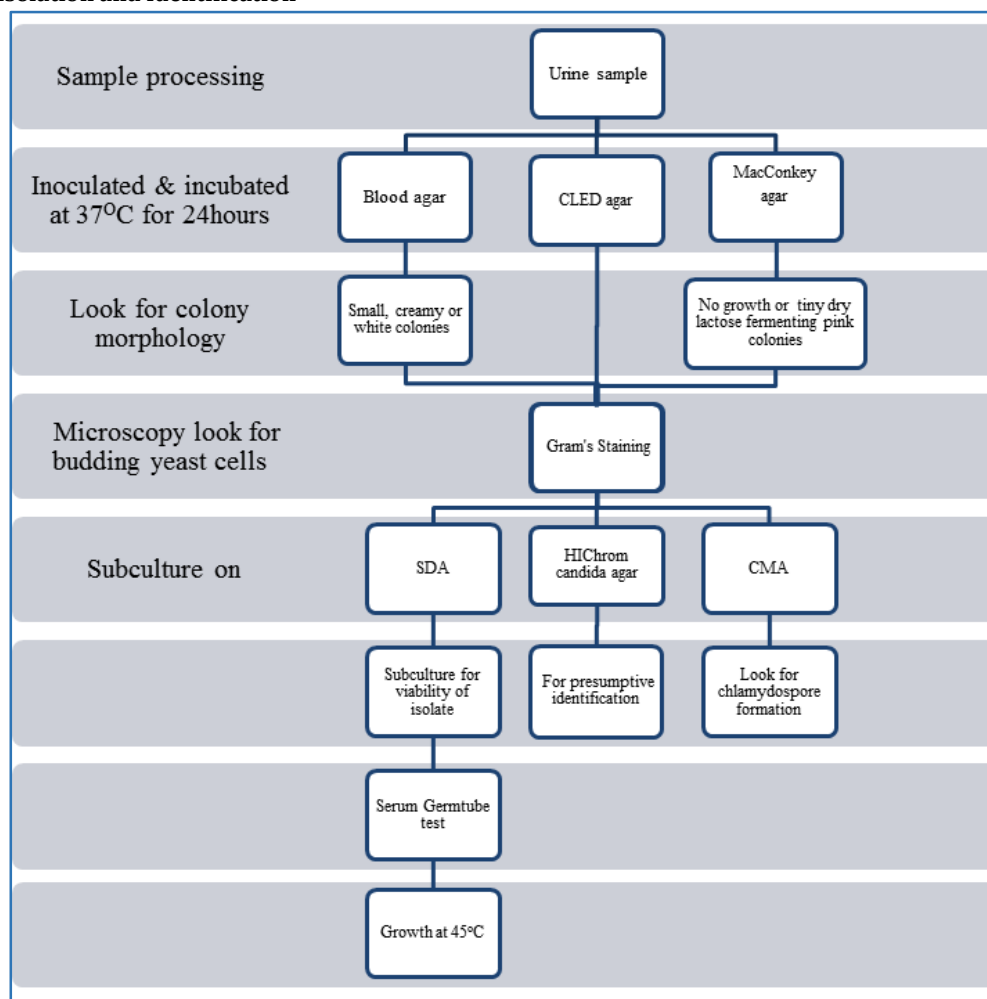 Isolation and Identification
Sample processing
Urine sample
Inoculated & incubated
at 37ᴼC for 24hours
Blood agar
CLED agar
MacConkey
agar
Look for colony
morphology
Small, creamy or
white colonies
No growth or tiny dry
lactose fermenting pink
colonies
Microscopy look for
budding yeast cells
Gram's Staining
Subculture on
SDA
HIChrom
candida agar
CMA
Subculture for
viability of
isolate
For presumptive
identification
Look for
chlamydospore
formation
Serum Germtube
test
Growth at 45ᵒC